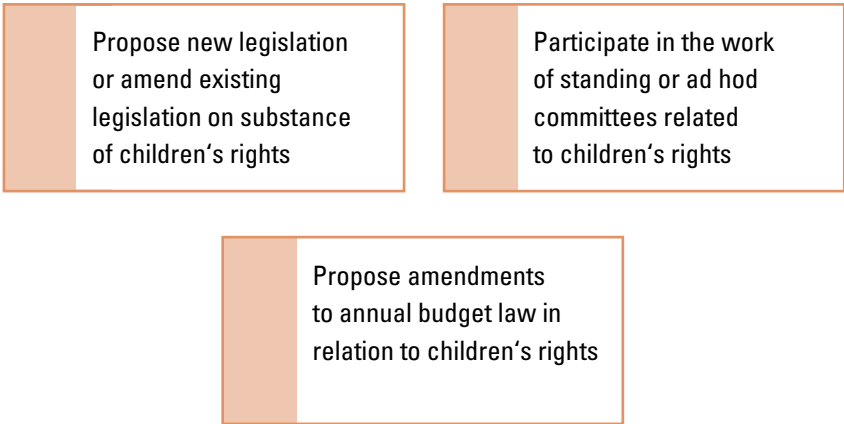 Propose new legislation
or amend existing
legislation on substance
of children‘s rights
Participate in the work
of standing or ad hod
committees related
to children‘s rights
Propose amendments
to annual budget law in
relation to children‘s rights